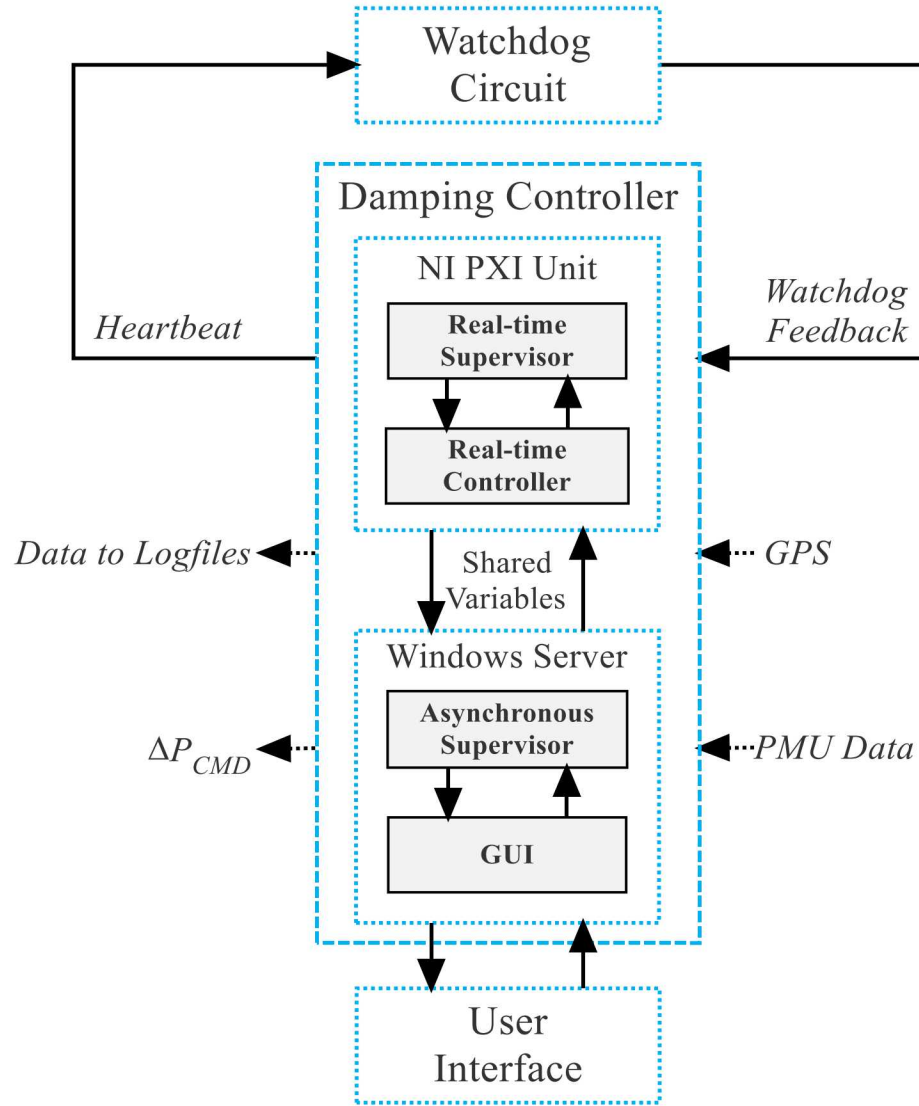 Watchdog
Circuit
Damping Controller
NI PXI Unit
Real-time
Supervisor
Heartbeat
Watchdog
Feedback
Real-time
Controller
Data to Logfiles
Shared
Variables
GPS
Windows Server
Asynchronous
Supervisor
ΔP_CMD
PMU Data
GUI
User
Interface